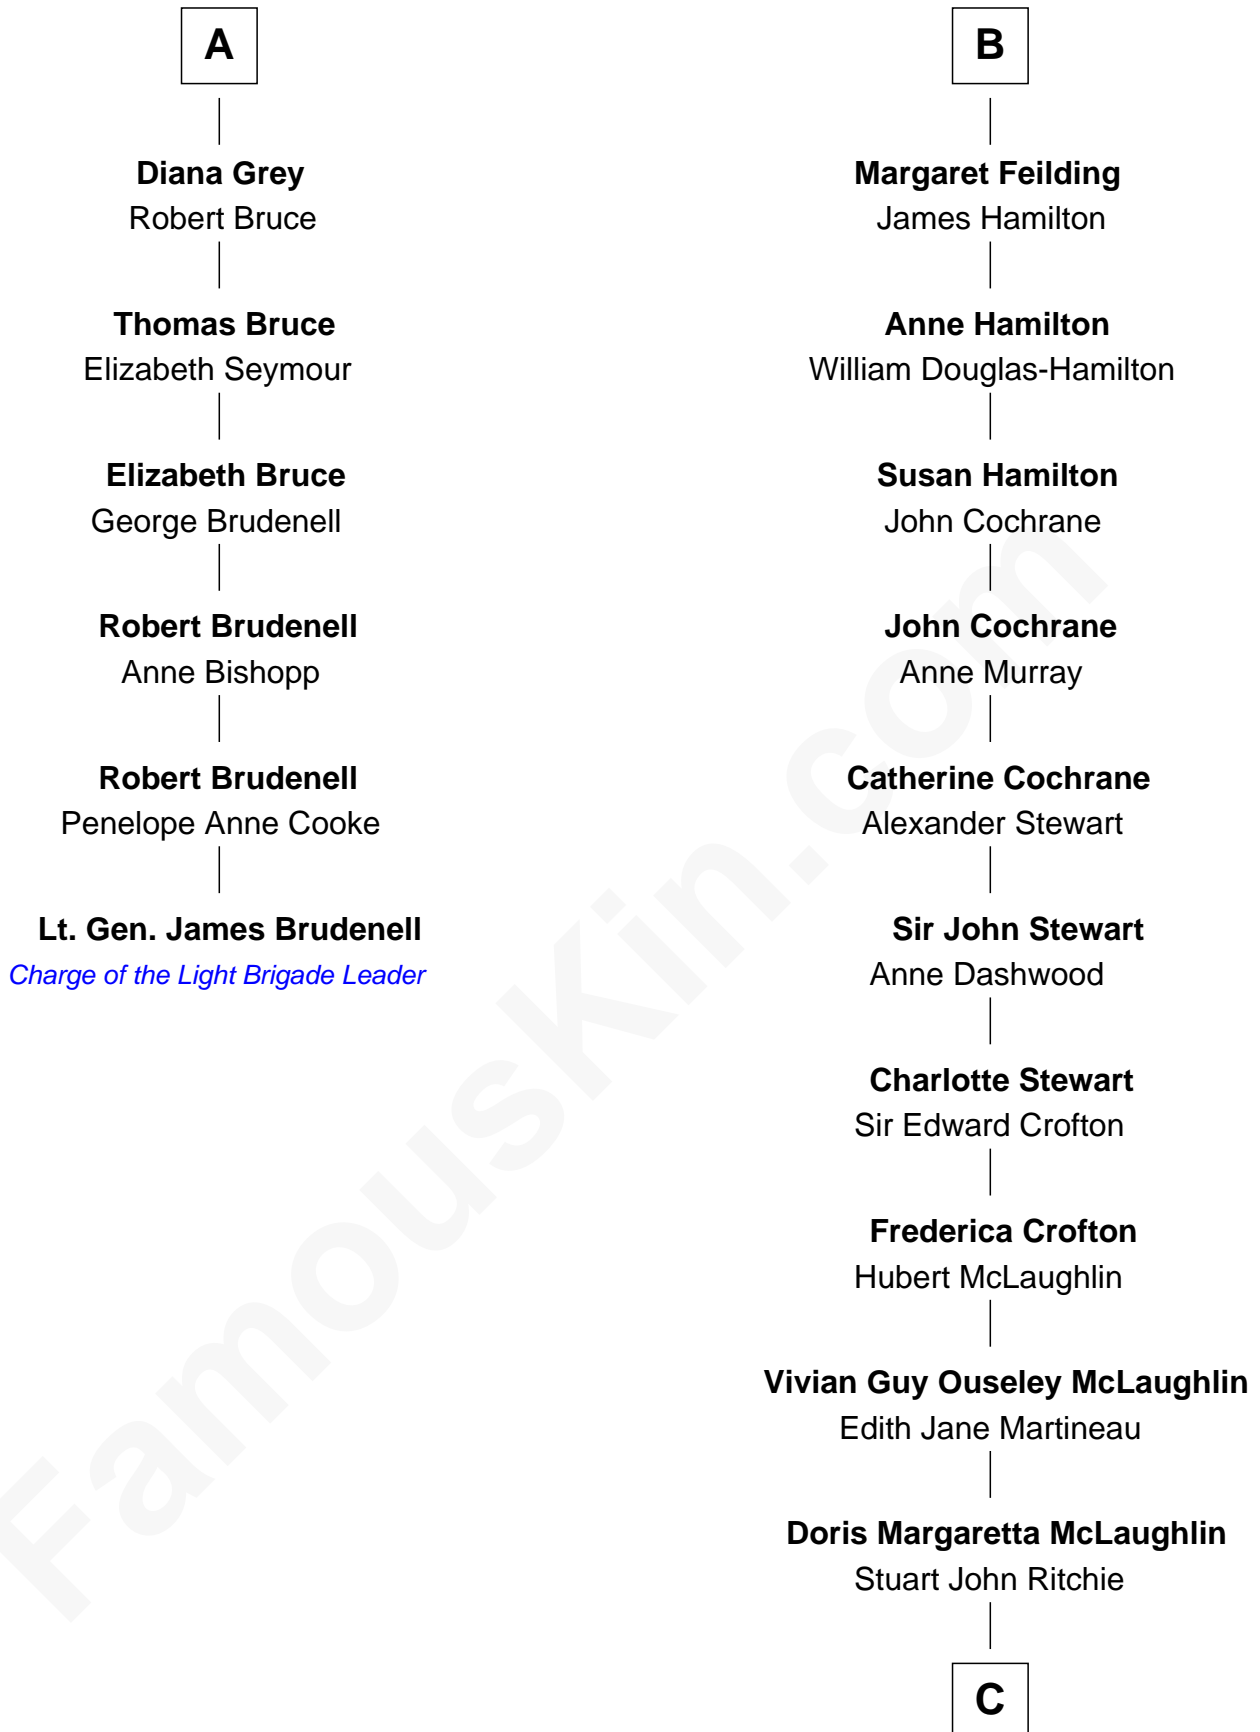 A
Diana Grey
Robert Bruce
Thomas Bruce
Elizabeth Seymour
Elizabeth Bruce
George Brudenell
Robert Brudenell
Anne Bishopp
Robert Brudenell
Penelope Anne Cooke
Lt. Gen. James Brudenell
Charge of the Light Brigade Leader
B
Margaret Feilding
James Hamilton
Anne Hamilton
William Douglas-Hamilton
Susan Hamilton
John Cochrane
John Cochrane
Anne Murray
Catherine Cochrane
Alexander Stewart
Sir John Stewart
Anne Dashwood
Charlotte Stewart
Sir Edward Crofton
Frederica Crofton
Hubert McLaughlin
Vivian Guy Ouseley McLaughlin
Edith Jane Martineau
Doris Margaretta McLaughlin
Stuart John Ritchie
C
FamousKin.com